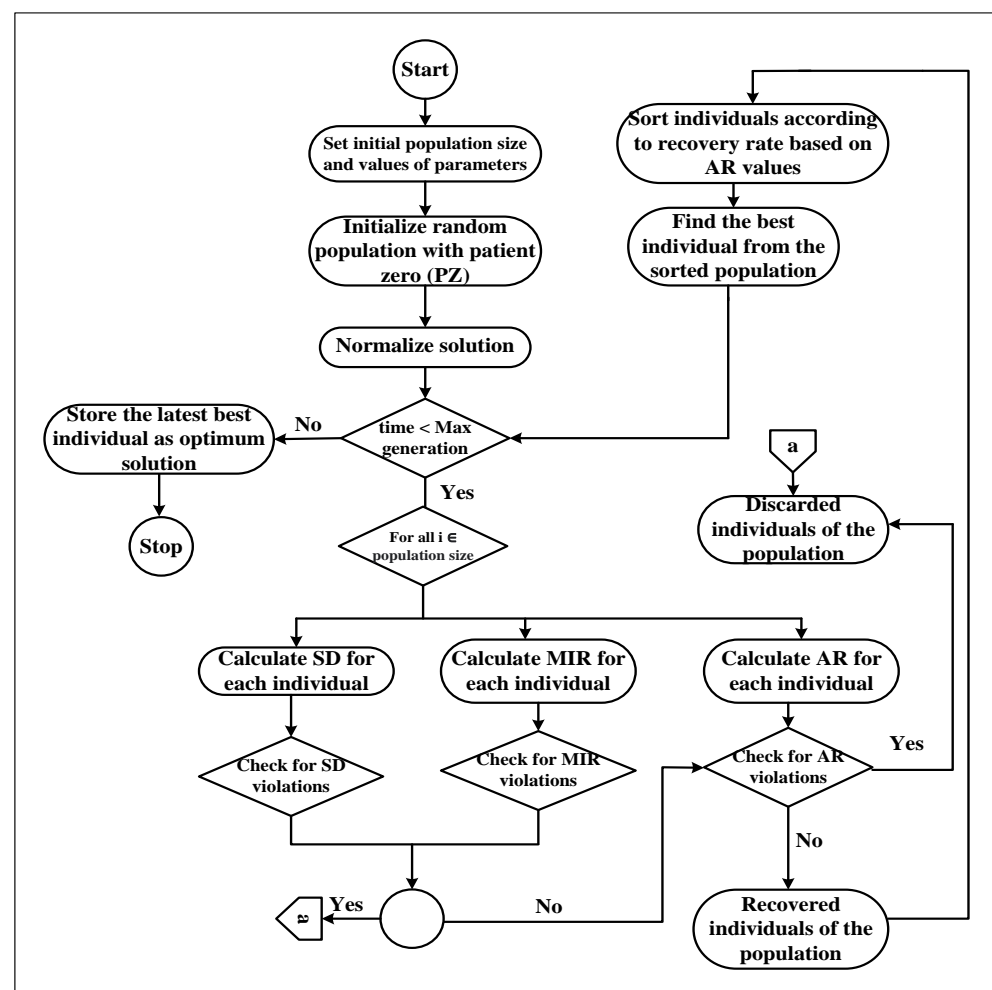 Start
Set initial population size
and values of parameters
Initialize random
population with patient
zero (PZ)
Normalize solution
time < Max
generation
No
Store the latest best
individual as optimum
solution
Stop
Yes
For all i ∈
population size
Sort individuals according
to recovery rate based on
AR values
Find the best
individual from the
sorted population
a
Discarded
individuals of the
population
Calculate SD for
each individual
Calculate MIR for
each individual
Calculate AR for
each individual
Check for SD
violations
Check for MIR
violations
Check for AR
violations
Yes
No
a
Yes
No
Recovered
individuals of the
population